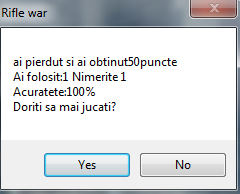 Rifle war
ai pierdut si ai obtinut50puncte
Ai folosit:1 Nimerite 1
Acuratete:100%
Doriti sa mai jucati?
Yes No